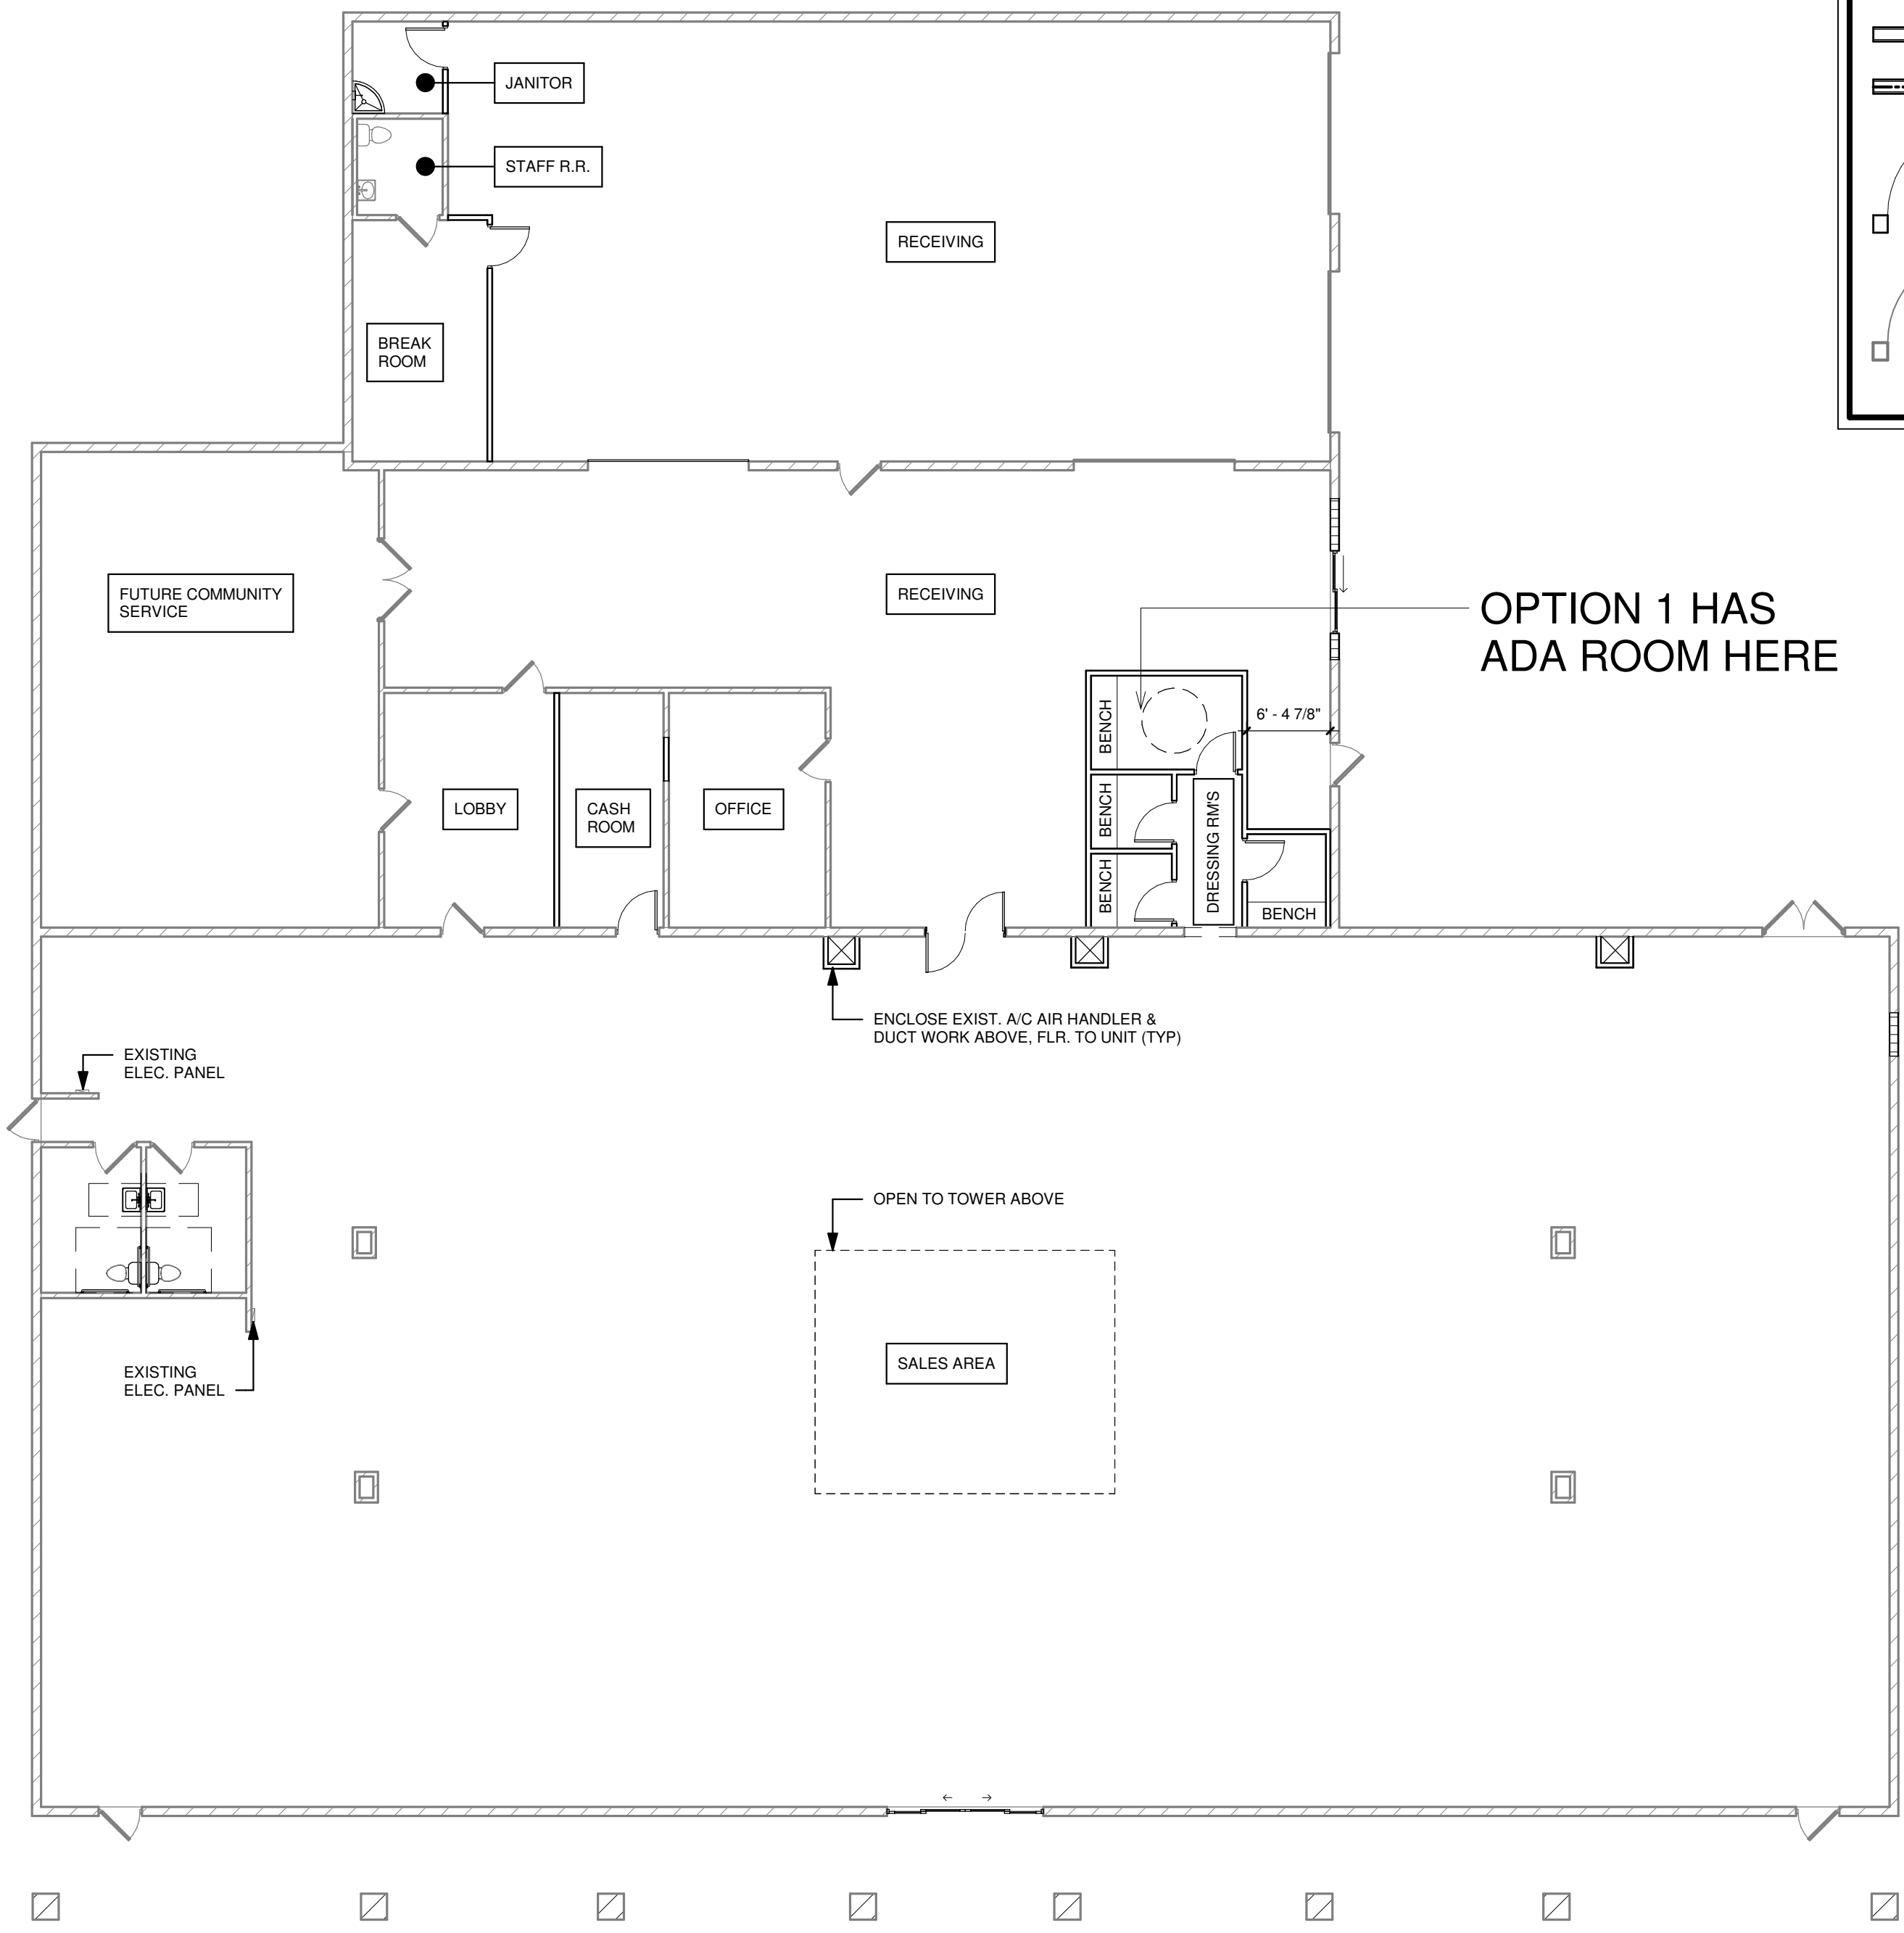 JANITOR
STAFF R.R.
RECEIVING
BREAK
ROOM
FUTURE COMMUNITY
SERVICE
RECEIVING
OPTION 1 HAS
ADA ROOM HERE
BENCH
6' - 4 7/8"
LOBBY
CASH
ROOM
OFFICE
BENCH
DRESSING RM'S
BENCH
BENCH
ENCLOSE EXIST. A/C AIR HANDLER &
DUCT WORK ABOVE, FLR. TO UNIT (TYP)
EXISTING
ELEC. PANEL
OPEN TO TOWER ABOVE
SALES AREA
EXISTING
ELEC. PANEL